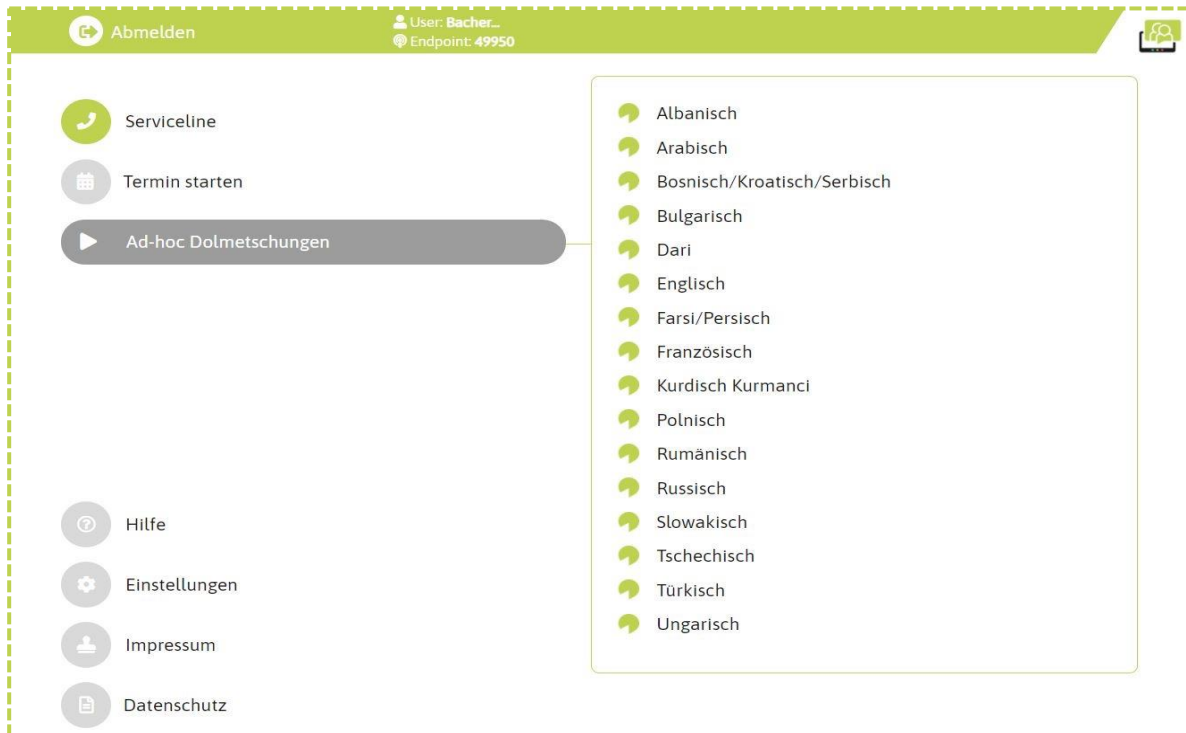 Abmelden
User: Bacher...
Endpoint: 49950
Serviceline
Termin starten
Ad-hoc Dolmetschungen
Hilfe
Einstellungen
Impressum
Datenschutz
Albanisch
Arabisch
Bosnisch/Kroatisch/Serbisch
Bulgarisch
Dari
Englisch
Farsi/Persisch
Französisch
Kurdisch Kurmanci
Polnisch
Rumänisch
Russisch
Slowakisch
Tschechisch
Türkisch
Ungarisch